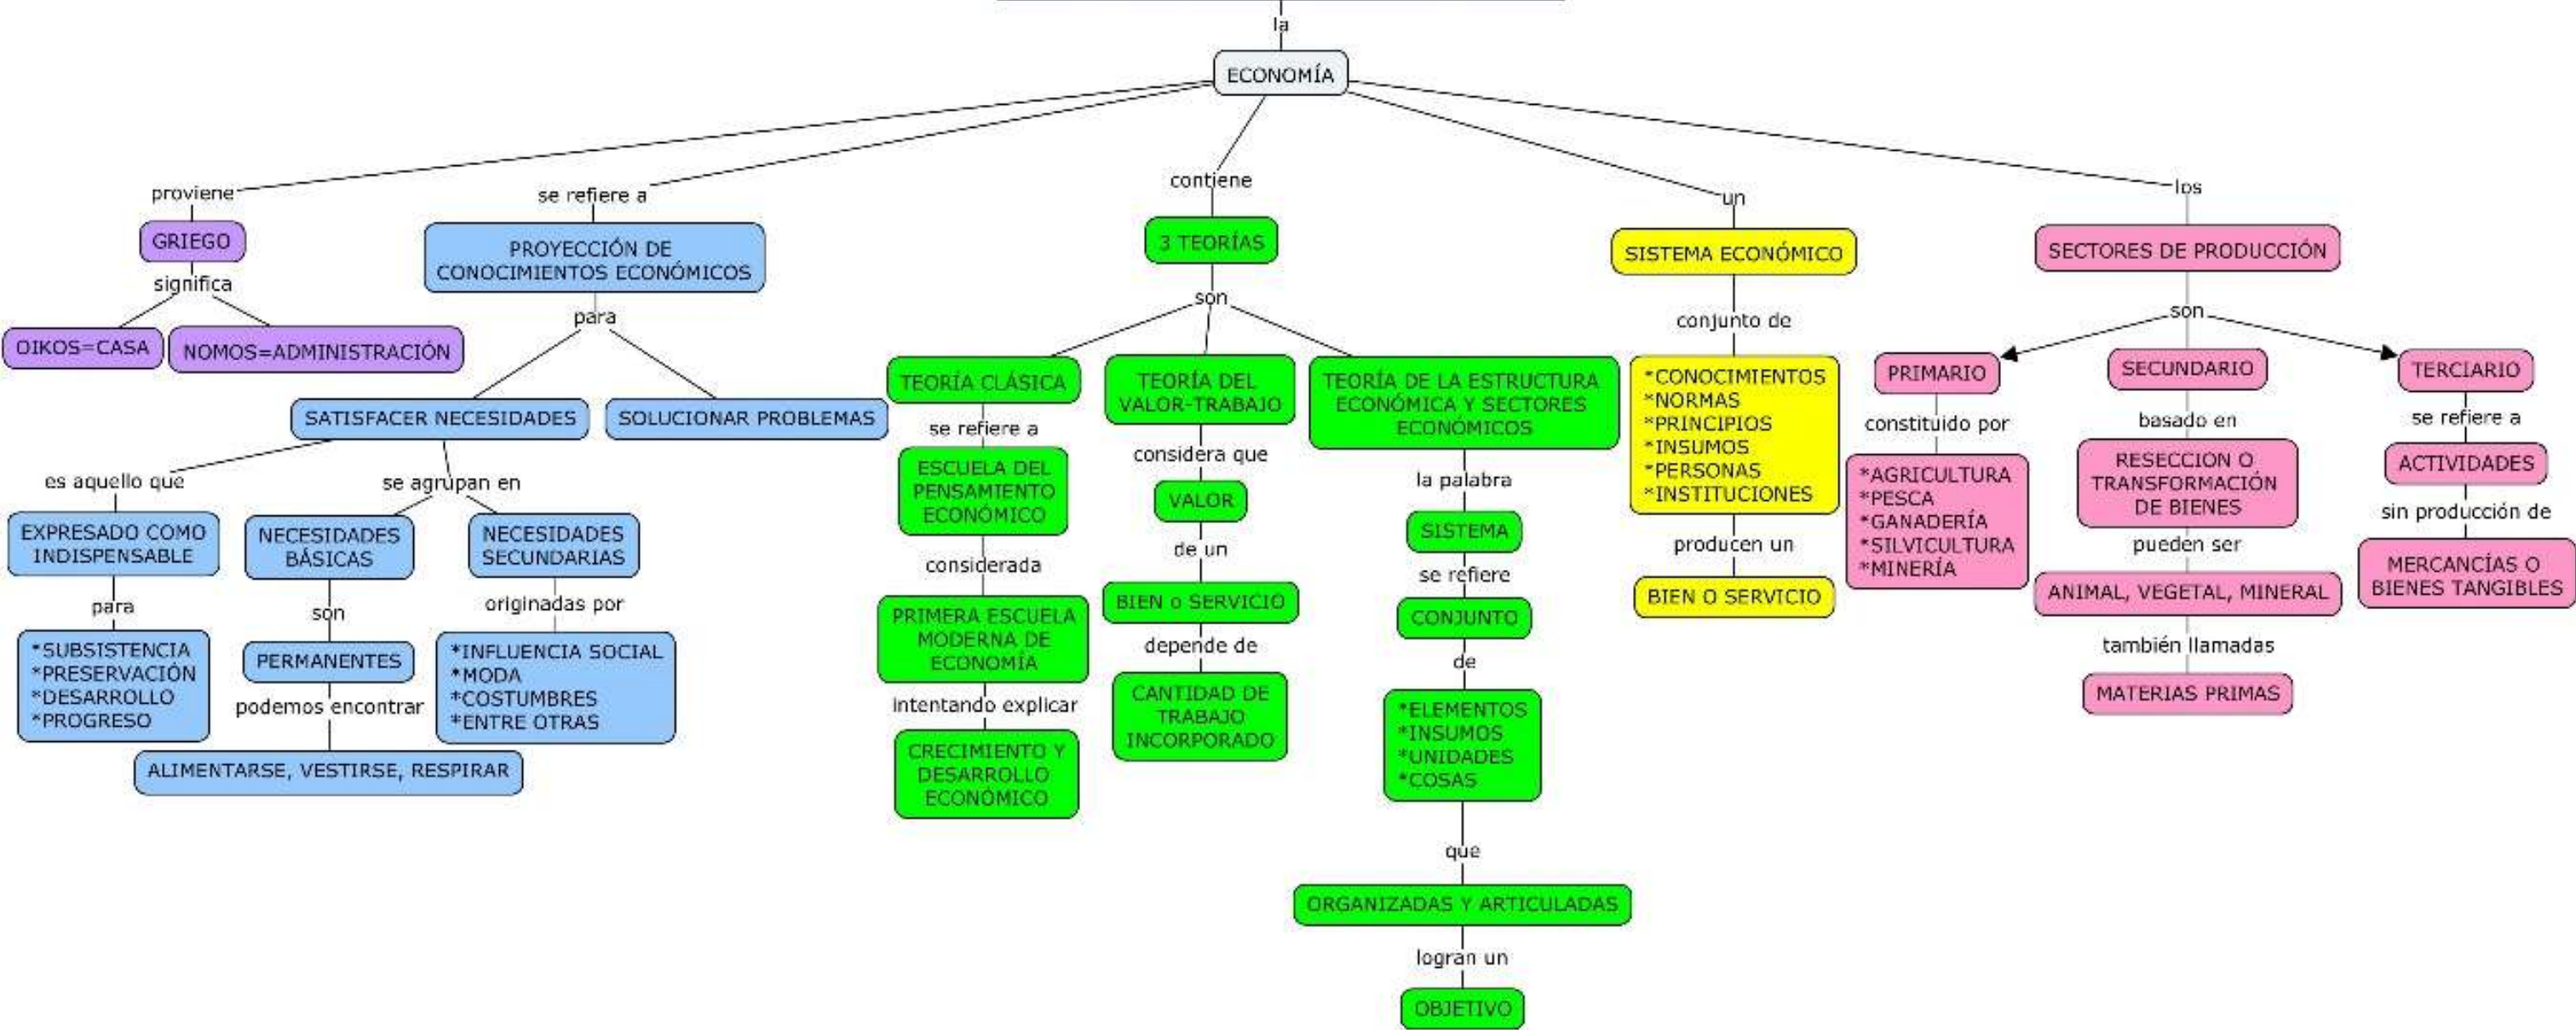 la
ECONOMÍA
proviene
GRIEGO
significa
OIKOS=CASA
NOMOS=ADMINISTRACIÓN
se refiere a
PROYECCIÓN DE
CONOCIMIENTOS ECONÓMICOS
para
SATISFACER NECESIDADES
SOLUCIONAR PROBLEMAS
es aquello que
EXPRESADO COMO
INDISPENSABLE
para
*SUBSISTENCIA
*PRESERVACIÓN
*DESARROLLO
*PROGRESO
se agrupan en
NECESIDADES
BÁSICAS
son
PERMANENTES
podemos encontrar
ALIMENTARSE, VESTIRSE, RESPIRAR
NECESIDADES
SECUNDARIAS
originadas por
*INFLUENCIA SOCIAL
*MODA
*COSTUMBRES
*ENTRE OTRAS
contiene
3 TEORÍAS
son
TEORÍA CLÁSICA
se refiere a
ESCUELA DEL
PENSAMIENTO
ECONÓMICO
considerada
PRIMERA ESCUELA
MODERNA DE
ECONOMÍA
intentando explicar
CRECIMIENTO Y
DESARROLLO
ECONÓMICO
TEORÍA DEL
VALOR-TRABAJO
considera que
VALOR
de un
BIEN o SERVICIO
depende de
CANTIDAD DE
TRABAJO
INCORPORADO
TEORÍA DE LA ESTRUCTURA
ECONÓMICA Y SECTORES
ECONÓMICOS
la palabra
SISTEMA
se refiere
CONJUNTO
de
*ELEMENTOS
*INSUMOS
*UNIDADES
*COSAS
que
ORGANIZADAS Y ARTICULADAS
logran un
OBJETIVO
un
SISTEMA ECONÓMICO
conjunto de
*CONOCIMIENTOS
*NORMAS
*PRINCIPIOS
*INSUMOS
*PERSONAS
*INSTITUCIONES
producen un
BIEN O SERVICIO
los
SECTORES DE PRODUCCIÓN
son
PRIMARIO
constituido por
*AGRICULTURA
*PESCA
*GANADERÍA
*SILVICULTURA
*MINERÍA
SECUNDARIO
basado en
RESECCION O
TRANSFORMACIÓN
DE BIENES
pueden ser
ANIMAL, VEGETAL, MINERAL
también llamadas
MATERIAS PRIMAS
TERCIARIO
se refiere a
ACTIVIDADES
sin producción de
MERCANCÍAS O
BIENES TANGIBLES